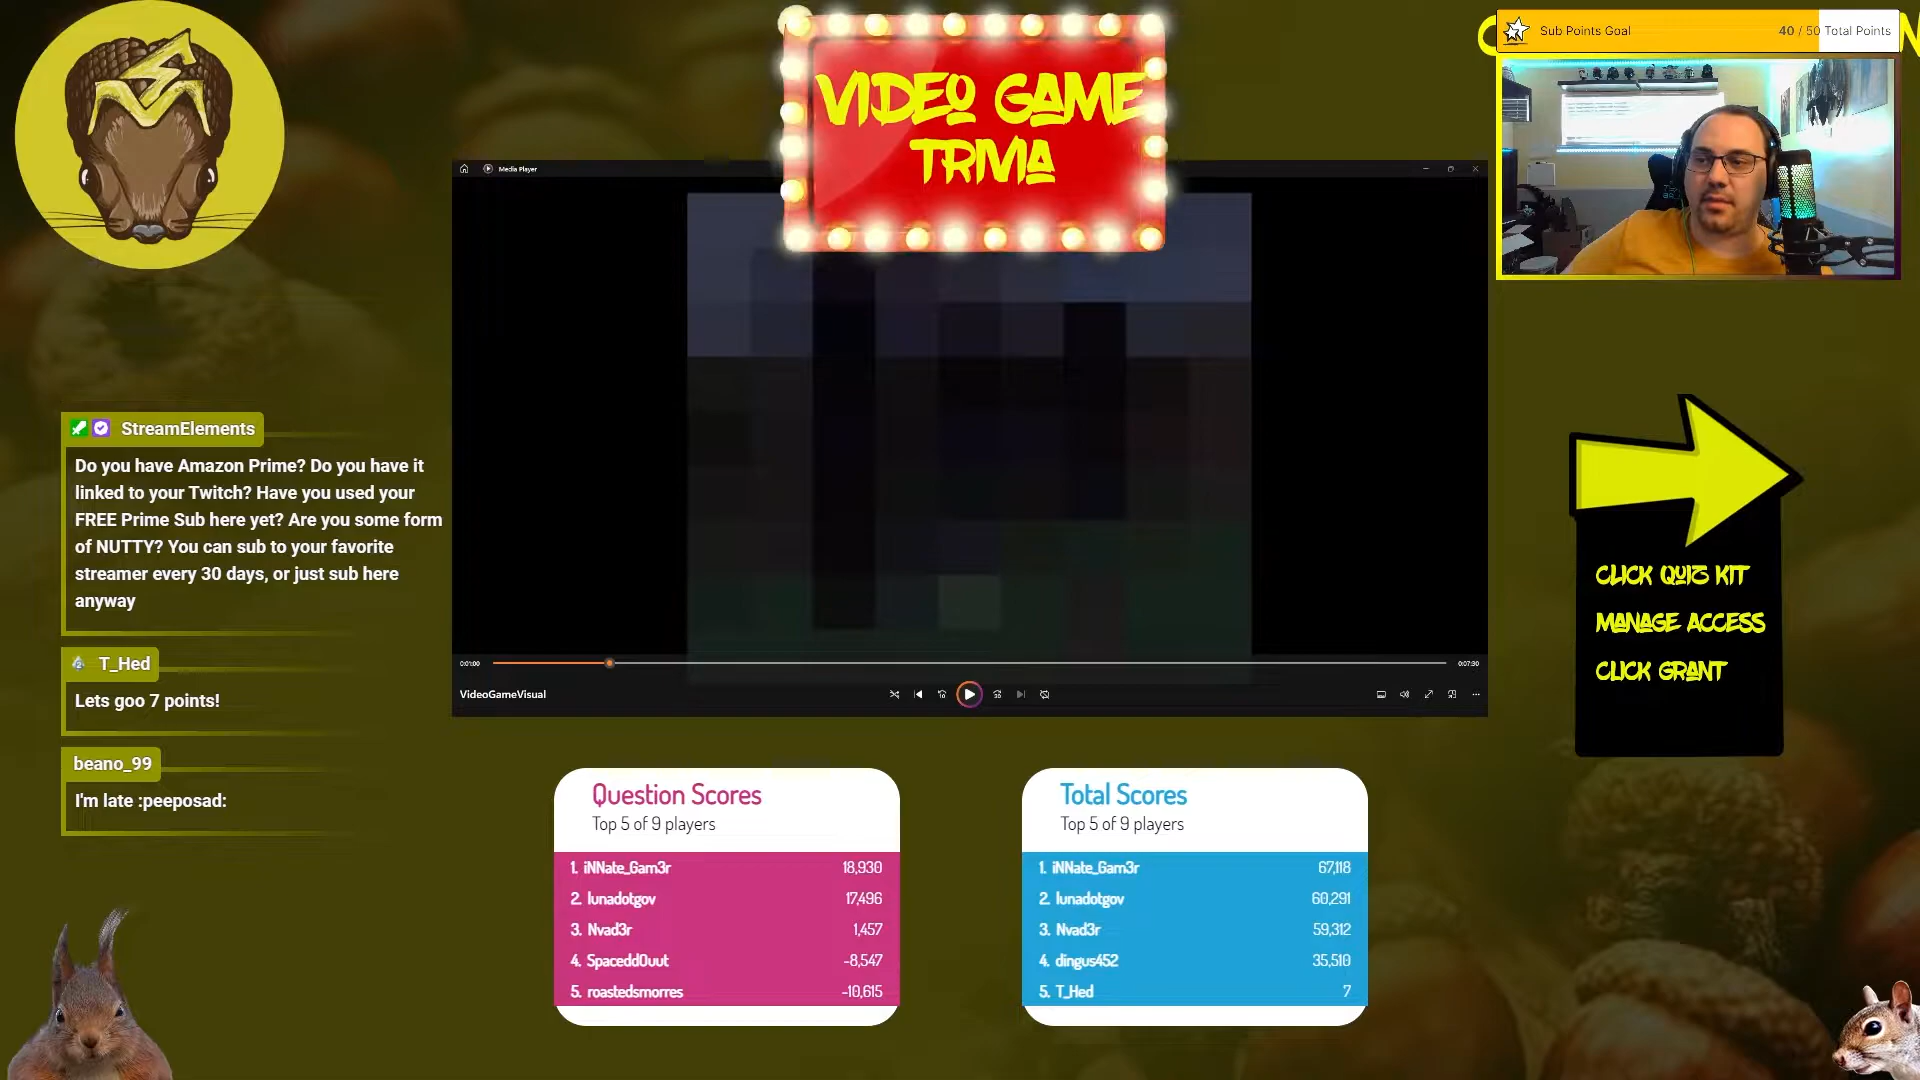 VIDEO GAME
TRIVIA
Sub Points Goal
40 / 50 Total Points
Media Player
StreamElements
Do you have Amazon Prime? Do you have it
linked to your Twitch? Have you used your
FREE Prime Sub here yet? Are you some form
of NUTTY? You can sub to your favorite
streamer every 30 days, or just sub here
anyway
T_Hed
Lets goo 7 points!
beano_99
I'm late :peeposad:
0:01:00
0:07:30
VideoGameVisual
CLICK QUIZ KIT
MANAGE ACCESS
CLICK GRANT
Question Scores
Top 5 of 9 players
1. iNNate_Gam3r 18,930
2. lunadotgov 17,496
3. Nvad3r 1,457
4. Spacedd0uut -8,547
5. roastedsmorres -10,615
Total Scores
Top 5 of 9 players
1. iNNate_Gam3r 67,118
2. lunadotgov 60,291
3. Nvad3r 59,312
4. dingus452 35,510
5. T_Hed 7